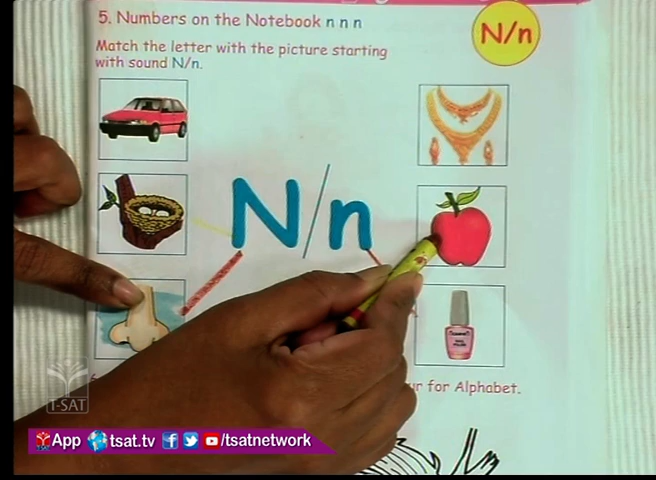 5. Numbers on the Notebook n n n
N/n
Match the letter with the picture starting
with sound N/n.
N/n
ur for Alphabet.
T-SAT
App tsat.tv /tsatnetwork